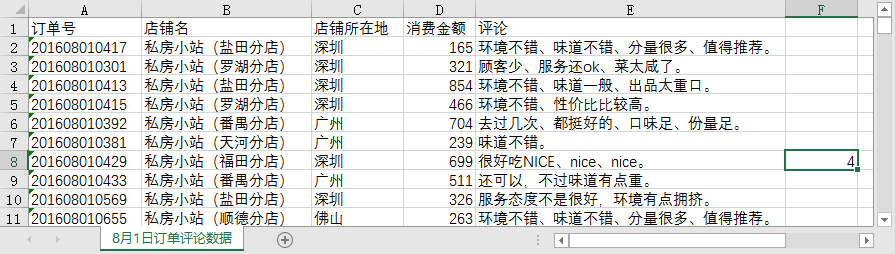 A B C D E F
1 订单号 店铺名 店铺所在地 消费金额 评论
2 201608010417 私房小站（盐田分店） 深圳 165 环境不错、味道不错、分量很多、值得推荐。
3 201608010301 私房小站（罗湖分店） 深圳 321 顾客少、服务还ok、菜太咸了。
4 201608010413 私房小站（盐田分店） 深圳 854 环境不错、味道一般、出品太重口。
5 201608010415 私房小站（罗湖分店） 深圳 466 环境不错、性价比比较高。
6 201608010392 私房小站（番禺分店） 广州 704 去过几次、都挺好的、口味足、份量足。
7 201608010381 私房小站（天河分店） 广州 239 味道不错。
8 201608010429 私房小站（福田分店） 深圳 699 很好吃NICE、nice、nice。 4
9 201608010433 私房小站（番禺分店） 广州 511 还可以，不过味道有点重。
10 201608010569 私房小站（盐田分店） 深圳 326 服务态度不是很好，环境有点拥挤。
11 201608010655 私房小站（顺德分店） 佛山 263 环境不错、味道不错、分量很多、值得推荐。
8月1日订单评论数据